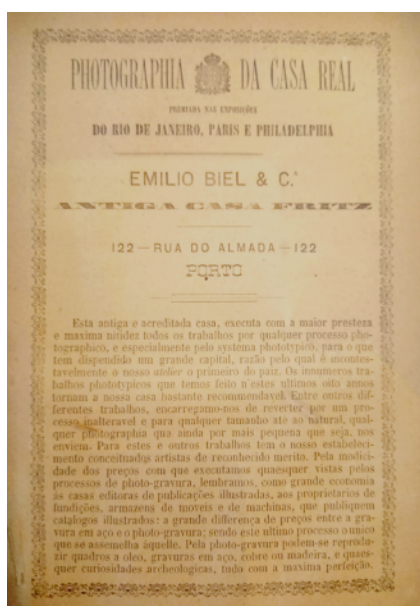 PHOTOGRAPHIA DA CASA REAL
PREMIADA NAS EXPOSIÇÕES
DO RIO DE JANEIRO, PARIS E PHILADELPHIA
EMILIO BIEL & C.ª
ANTIGA CASA FRITZ
122—RUA DO ALMADA—122
PORTO
Esta antiga e acreditada casa, executa com a maior presteza
e maxima nitidez todos os trabalhos por qualquer processo pho-
tographico, e especialmente pelo systema phototypico, para o que
tem dispendido um grande capital, razão pelo qual é incontes-
tavelmente o nosso atelier o primeiro do paiz. Os innumeros tra-
balhos phototypicos que temos feito n'estes ultimos oito annos
tornam a nossa casa bastante recommendavel. Entre outros dif-
ferentes trabalhos, encarregamo-nos de reverter por um pro-
cesso inalteravel e para qualquer tamanho até ao natural, qual-
quer photographia que ainda por mais pequena que seja, nos
enviem. Para estes e outros trabalhos tem o nosso estabeleci-
mento conceituados artistas de reconhecido merito. Pela modici-
dade dos preços com que executamos quaesquer vistas pelos
processos de photo-gravura, lembramos, como grande economia
ás casas editoras de publicações illustradas, aos proprietarios de
fundições, armazens de moveis e de machinas, que publiquem
catalogos illustrados: a grande differença de preços entre a gra-
vura em aço e o photo-gravura; sendo este ultimo processo o unico
que se assemelha áquelle. Pela photo-gravura podem-se reprodu-
zir quadros a oleo, gravuras em aço, cobre ou madeira, e quaes-
quer curiosidades archeologicas, tudo com a maxima perfeição.